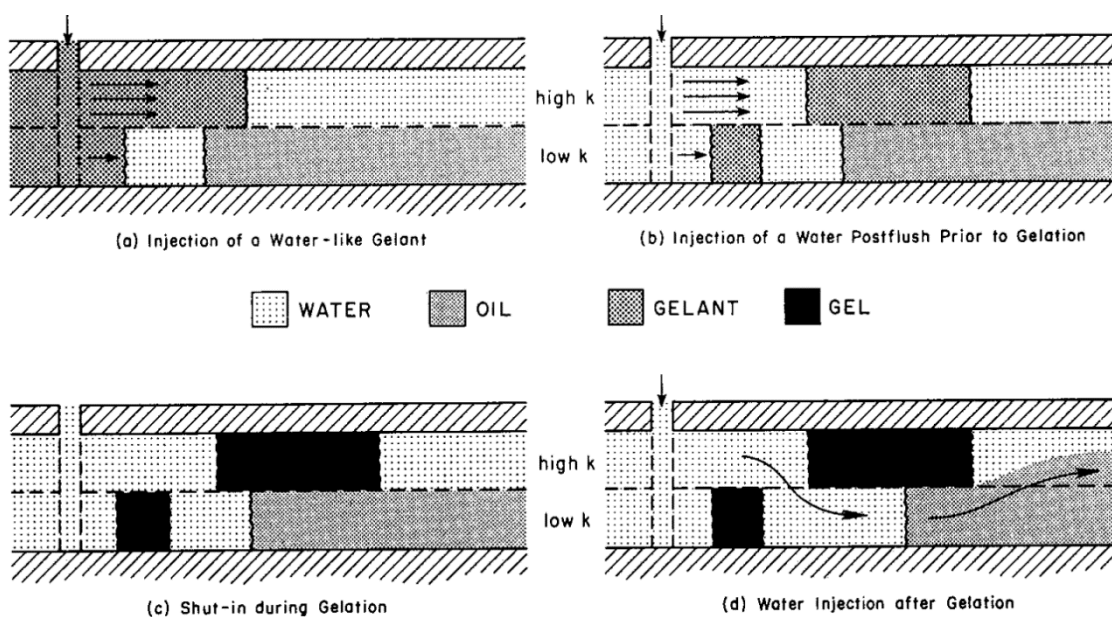 high k
low k
(a) Injection of a Water-like Gelant
(b) Injection of a Water Postflush Prior to Gelation
WATER
OIL
GELANT
GEL
high k
low k
(c) Shut-in during Gelation
(d) Water Injection after Gelation